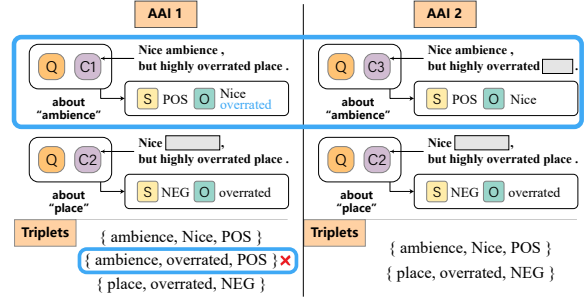 AAI 1
Nice ambience ,
but highly overrated place .
Q C1
S POS O Nice
overrated
about
“ambience”
Nice ,
but highly overrated place .
Q C2
S NEG O overrated
about
“place”
Triplets
{ ambience, Nice, POS }
{ ambience, overrated, POS }
{ place, overrated, NEG }
AAI 2
Nice ambience ,
but highly overrated .
Q C3
S POS O Nice
about
“ambience”
Nice ,
but highly overrated place .
Q C2
S NEG O overrated
about
“place”
Triplets
{ ambience, Nice, POS }
{ place, overrated, NEG }